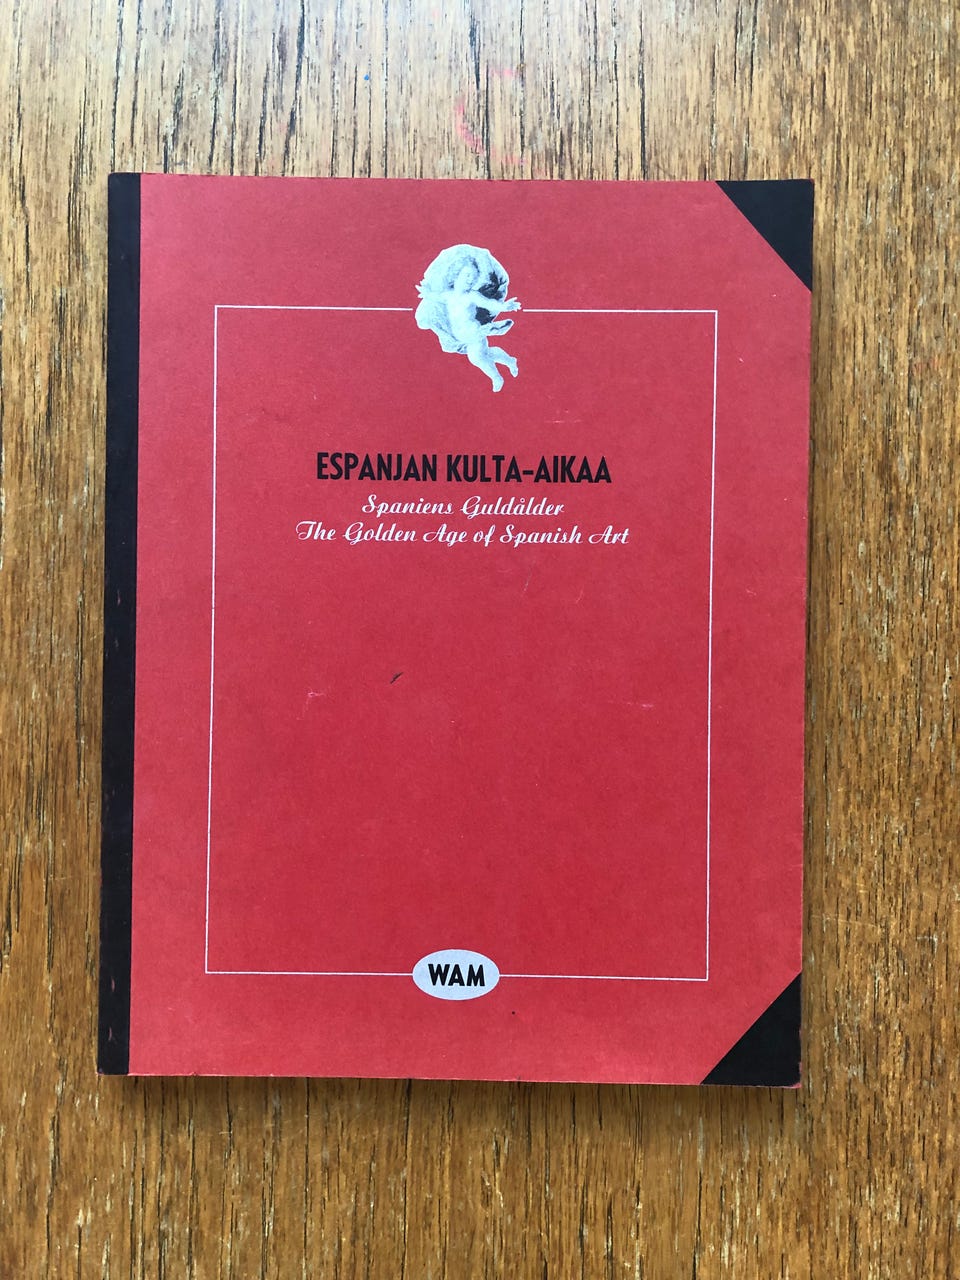 ESPANJAN KULTA-AIKAA
Spaniens Guldålder
The Golden Age of Spanish Art
WAM